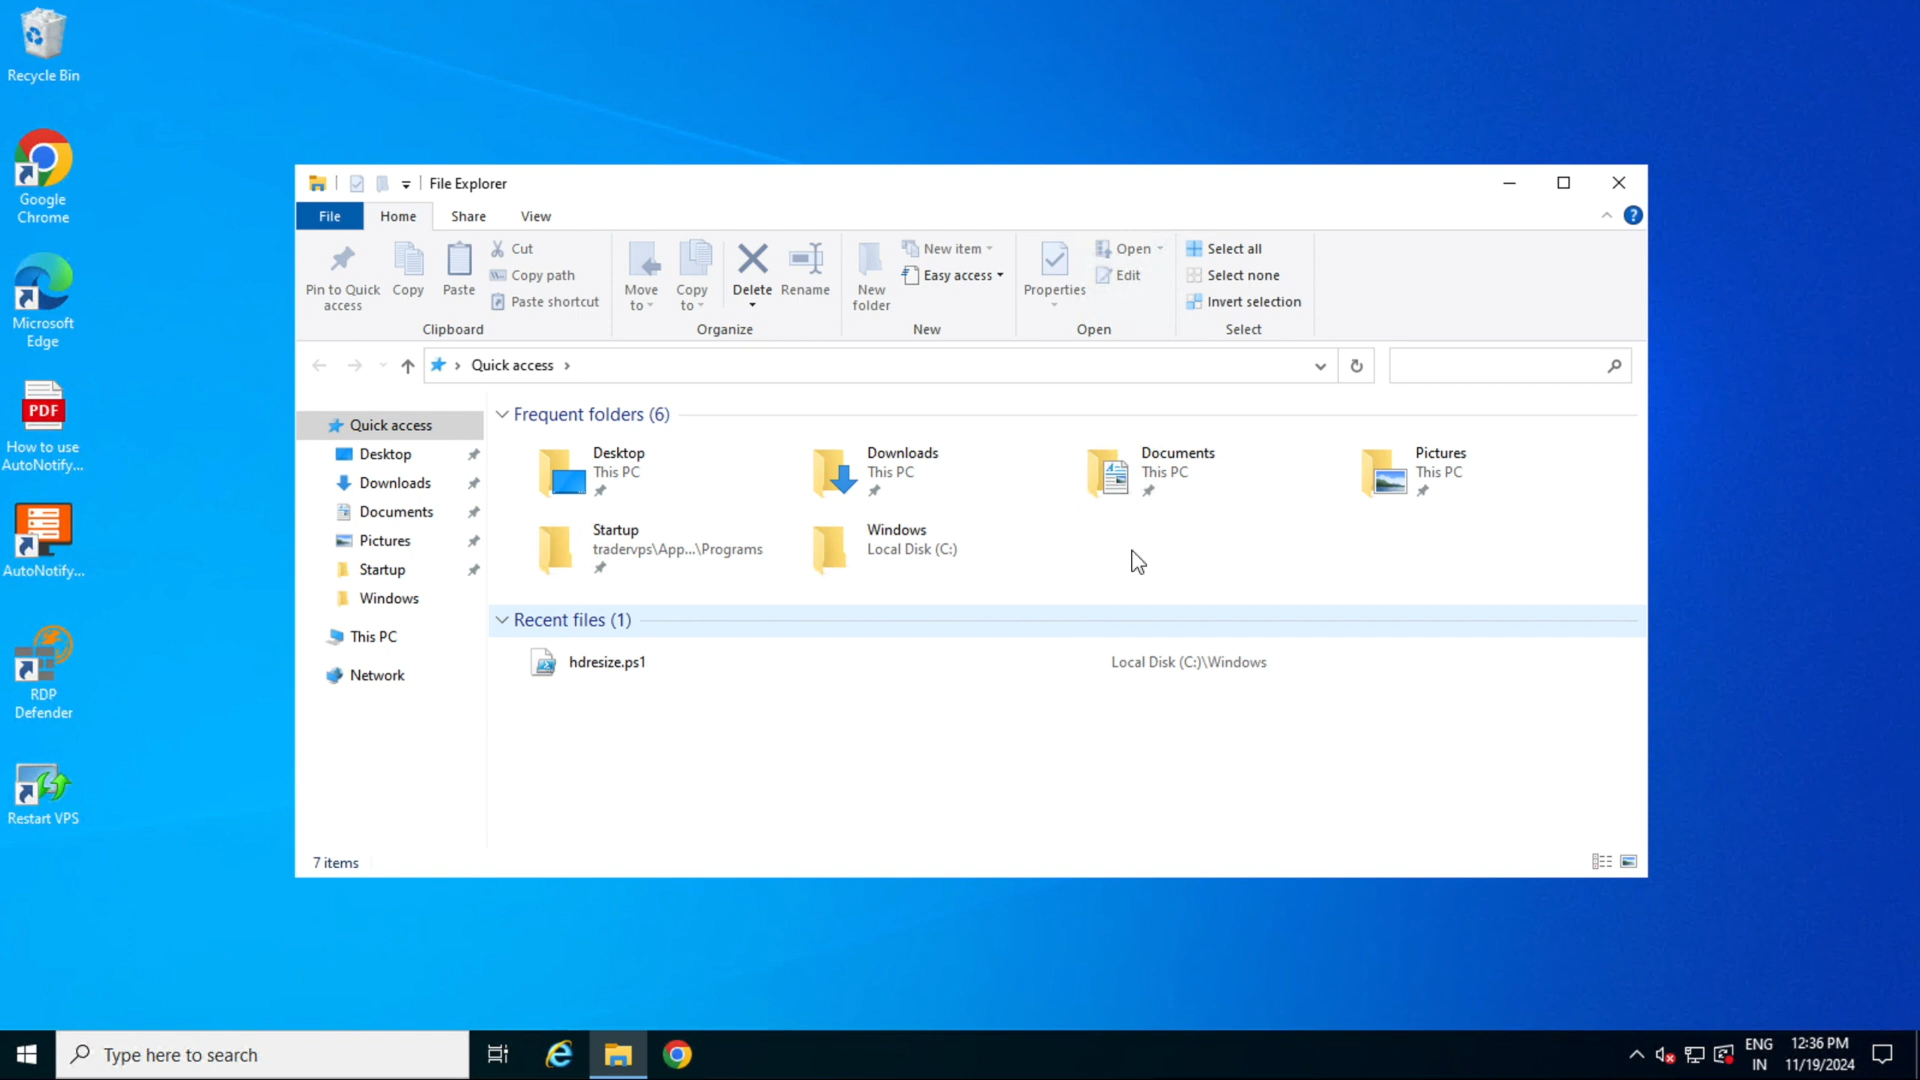 Recycle Bin
Google
Chrome
Microsoft
Edge
PDF
How to use
AutoNotify...
AutoNotify...
RDP
Defender
Restart VPS
File Explorer
File
Home
Share
View
?
Pin to Quick
access
Copy
Paste
Cut
Copy path
Paste shortcut
Clipboard
Move
to
Copy
to
Delete
Rename
Organize
New
folder
New item
Easy access
New
Properties
Open
Edit
Open
Select all
Select none
Invert selection
Select
Quick access
Quick access
Desktop
Downloads
Documents
Pictures
Startup
Windows
This PC
Network
Frequent folders (6)
Desktop
This PC
Downloads
This PC
Documents
This PC
Pictures
This PC
Startup
tradervps\App...\Programs
Windows
Local Disk (C:)
Recent files (1)
hdresize.ps1
Local Disk (C:)\Windows
7 items
Type here to search
ENG
IN
12:36 PM
11/19/2024